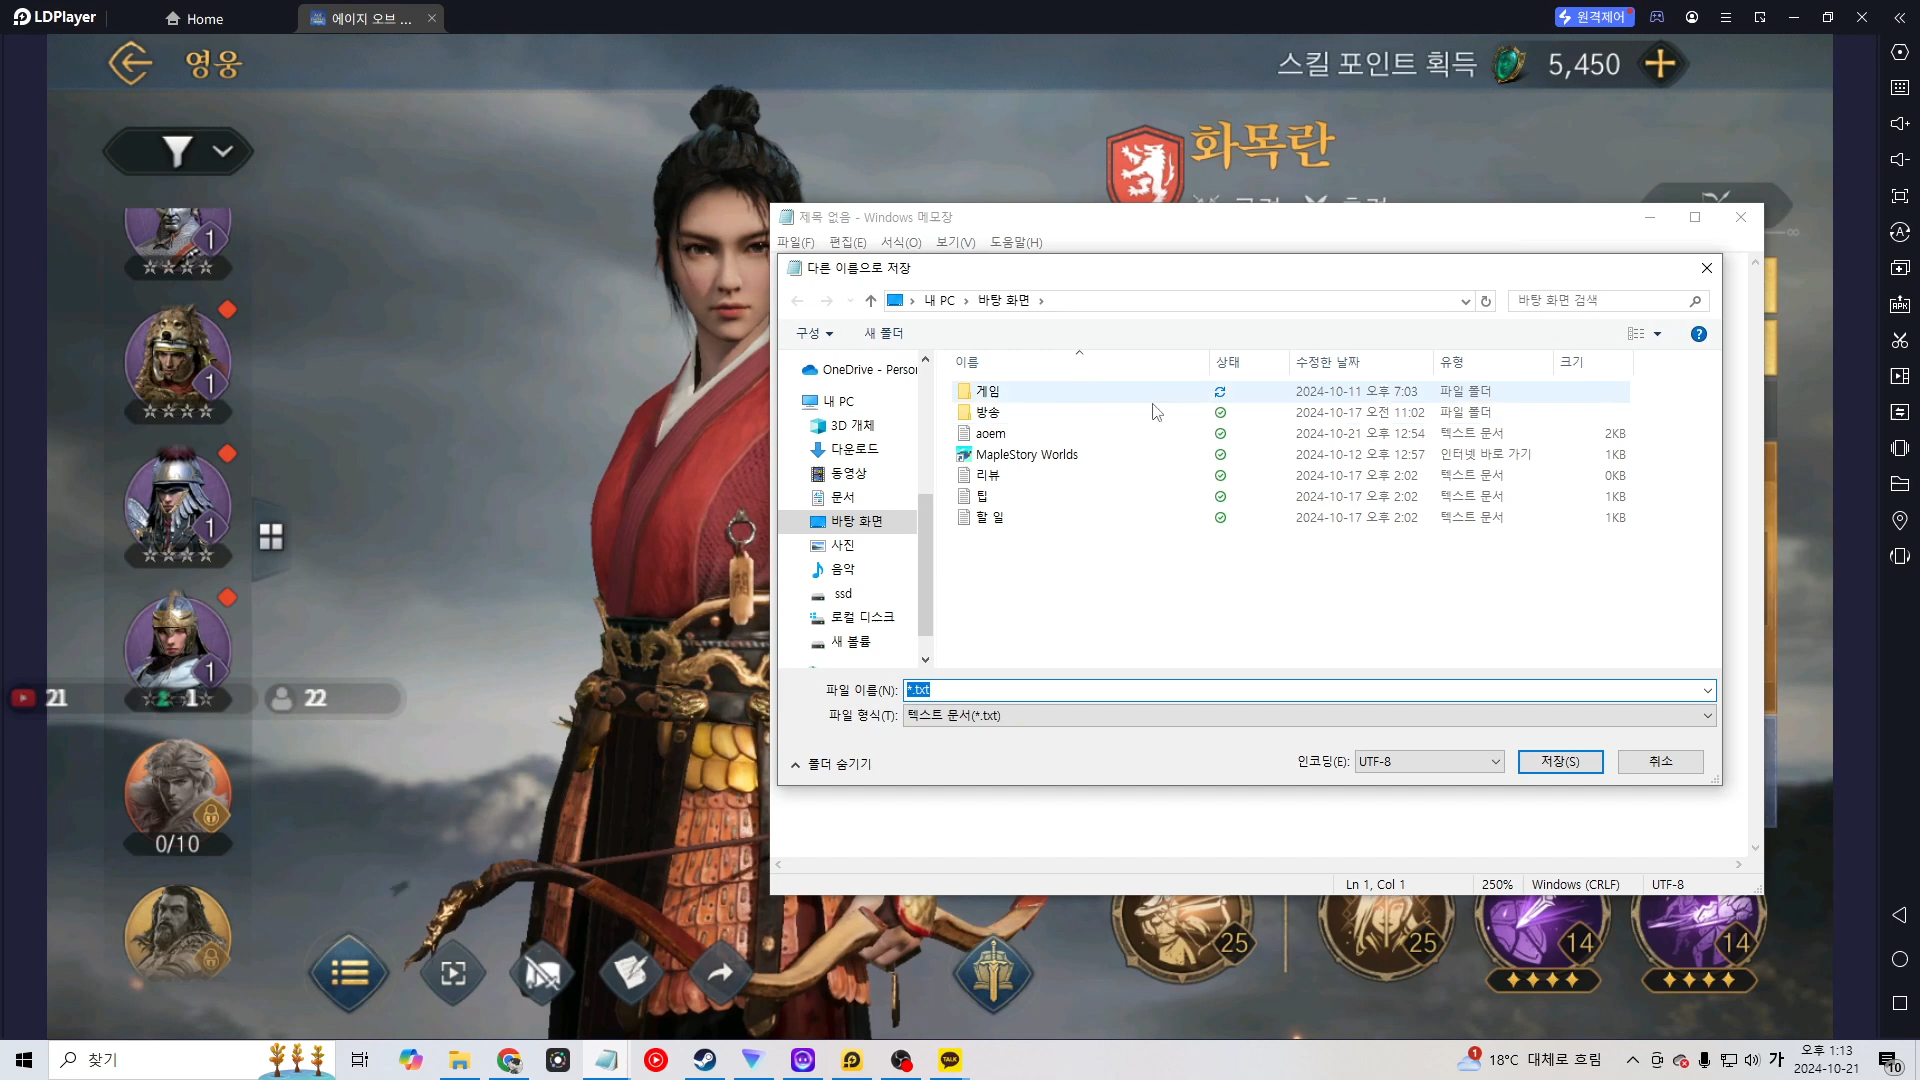 LDPlayer
Home
에이지 오브 ...
원격제어
영웅
스킬 포인트 획득
5,450
화목란
1
1
1
1
21
1
22
0/10
제목 없음 - Windows 메모장
파일(F)
편집(E)
서식(O)
보기(V)
도움말(H)
다른 이름으로 저장
내 PC
바탕 화면
바탕 화면 검색
구성
새 폴더
OneDrive - Person
내 PC
3D 개체
다운로드
동영상
문서
바탕 화면
사진
음악
ssd
로컬 디스크
새 볼륨
이름 상태 수정한 날짜 유형 크기
게임 2024-10-11 오후 7:03 파일 폴더
방송 2024-10-17 오전 11:02 파일 폴더
aoem 2024-10-21 오후 12:54 텍스트 문서 2KB
MapleStory Worlds 2024-10-12 오후 12:57 인터넷 바로 가기 1KB
리뷰 2024-10-17 오후 2:02 텍스트 문서 0KB
팁 2024-10-17 오후 2:02 텍스트 문서 1KB
할 일 2024-10-17 오후 2:02 텍스트 문서 1KB
파일 이름(N): *.txt
파일 형식(T): 텍스트 문서(*.txt)
폴더 숨기기
인코딩(E): UTF-8
저장(S)
취소
Ln 1, Col 1
250%
Windows (CRLF)
UTF-8
25
25
14
14
찾기
TALK
1
18°C 대체로 흐림
가
오후 1:13
2024-10-21
10